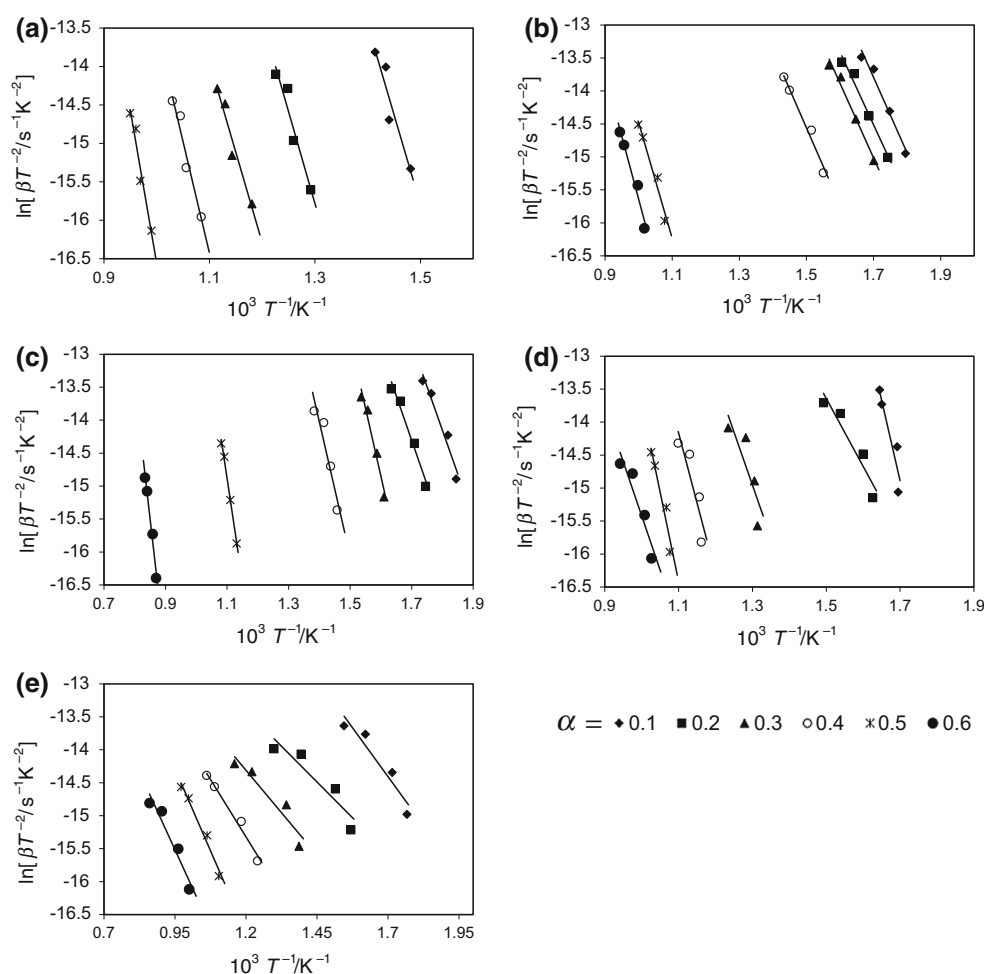 (a)
-13.5
-14
-14.5
-15
-15.5
-16
-16.5
ln[βT⁻²/s⁻¹K⁻²]
0.9 1.1 1.3 1.5
10³ T⁻¹/K⁻¹
(b)
-13
-13.5
-14
-14.5
-15
-15.5
-16
-16.5
ln[βT⁻²/s⁻¹K⁻²]
0.9 1.1 1.3 1.5 1.7 1.9
10³ T⁻¹/K⁻¹
(c)
-13
-13.5
-14
-14.5
-15
-15.5
-16
-16.5
ln[βT⁻²/s⁻¹K⁻²]
0.7 0.9 1.1 1.3 1.5 1.7 1.9
10³ T⁻¹/K⁻¹
(d)
-13
-13.5
-14
-14.5
-15
-15.5
-16
-16.5
ln[βT⁻²/s⁻¹K⁻²]
0.9 1.1 1.3 1.5 1.7 1.9
10³ T⁻¹/K⁻¹
(e)
-13
-13.5
-14
-14.5
-15
-15.5
-16
-16.5
ln[βT⁻²/s⁻¹K⁻²]
0.7 0.95 1.2 1.45 1.7 1.95
10³ T⁻¹/K⁻¹
α = ◆ 0.1 ■ 0.2 ▲ 0.3 ○ 0.4 ✳ 0.5 ● 0.6